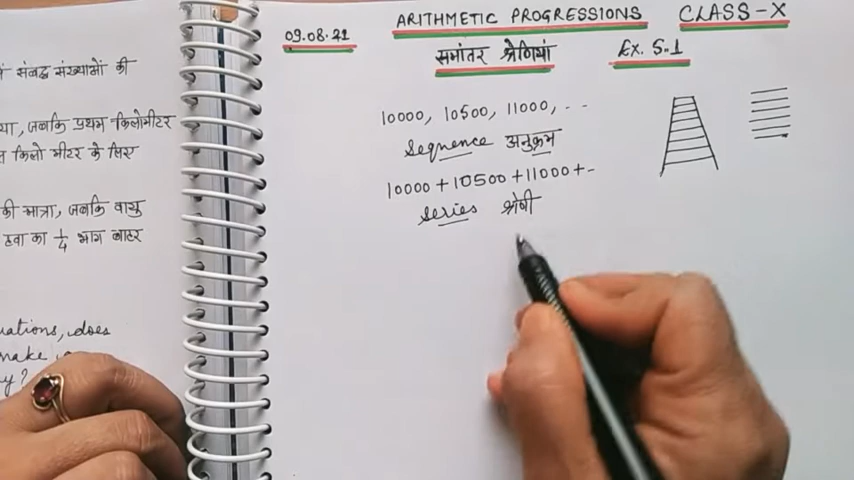 में संबद्ध संख्याओं की
या, जबकि प्रथम किलोमीटर
किलो मीटर के लिए
की मात्रा, जबकि वायु
हवा का 1/4 भाग बाहर
uations, does
make
y?
09.08.21
ARITHMETIC PROGRESSIONS
CLASS-X
समांतर श्रेणियां
Ex. 5.1
10000, 10500, 11000, ...
Sequence अनुक्रम
10000 + 10500 + 11000 + --
Series श्रेणी